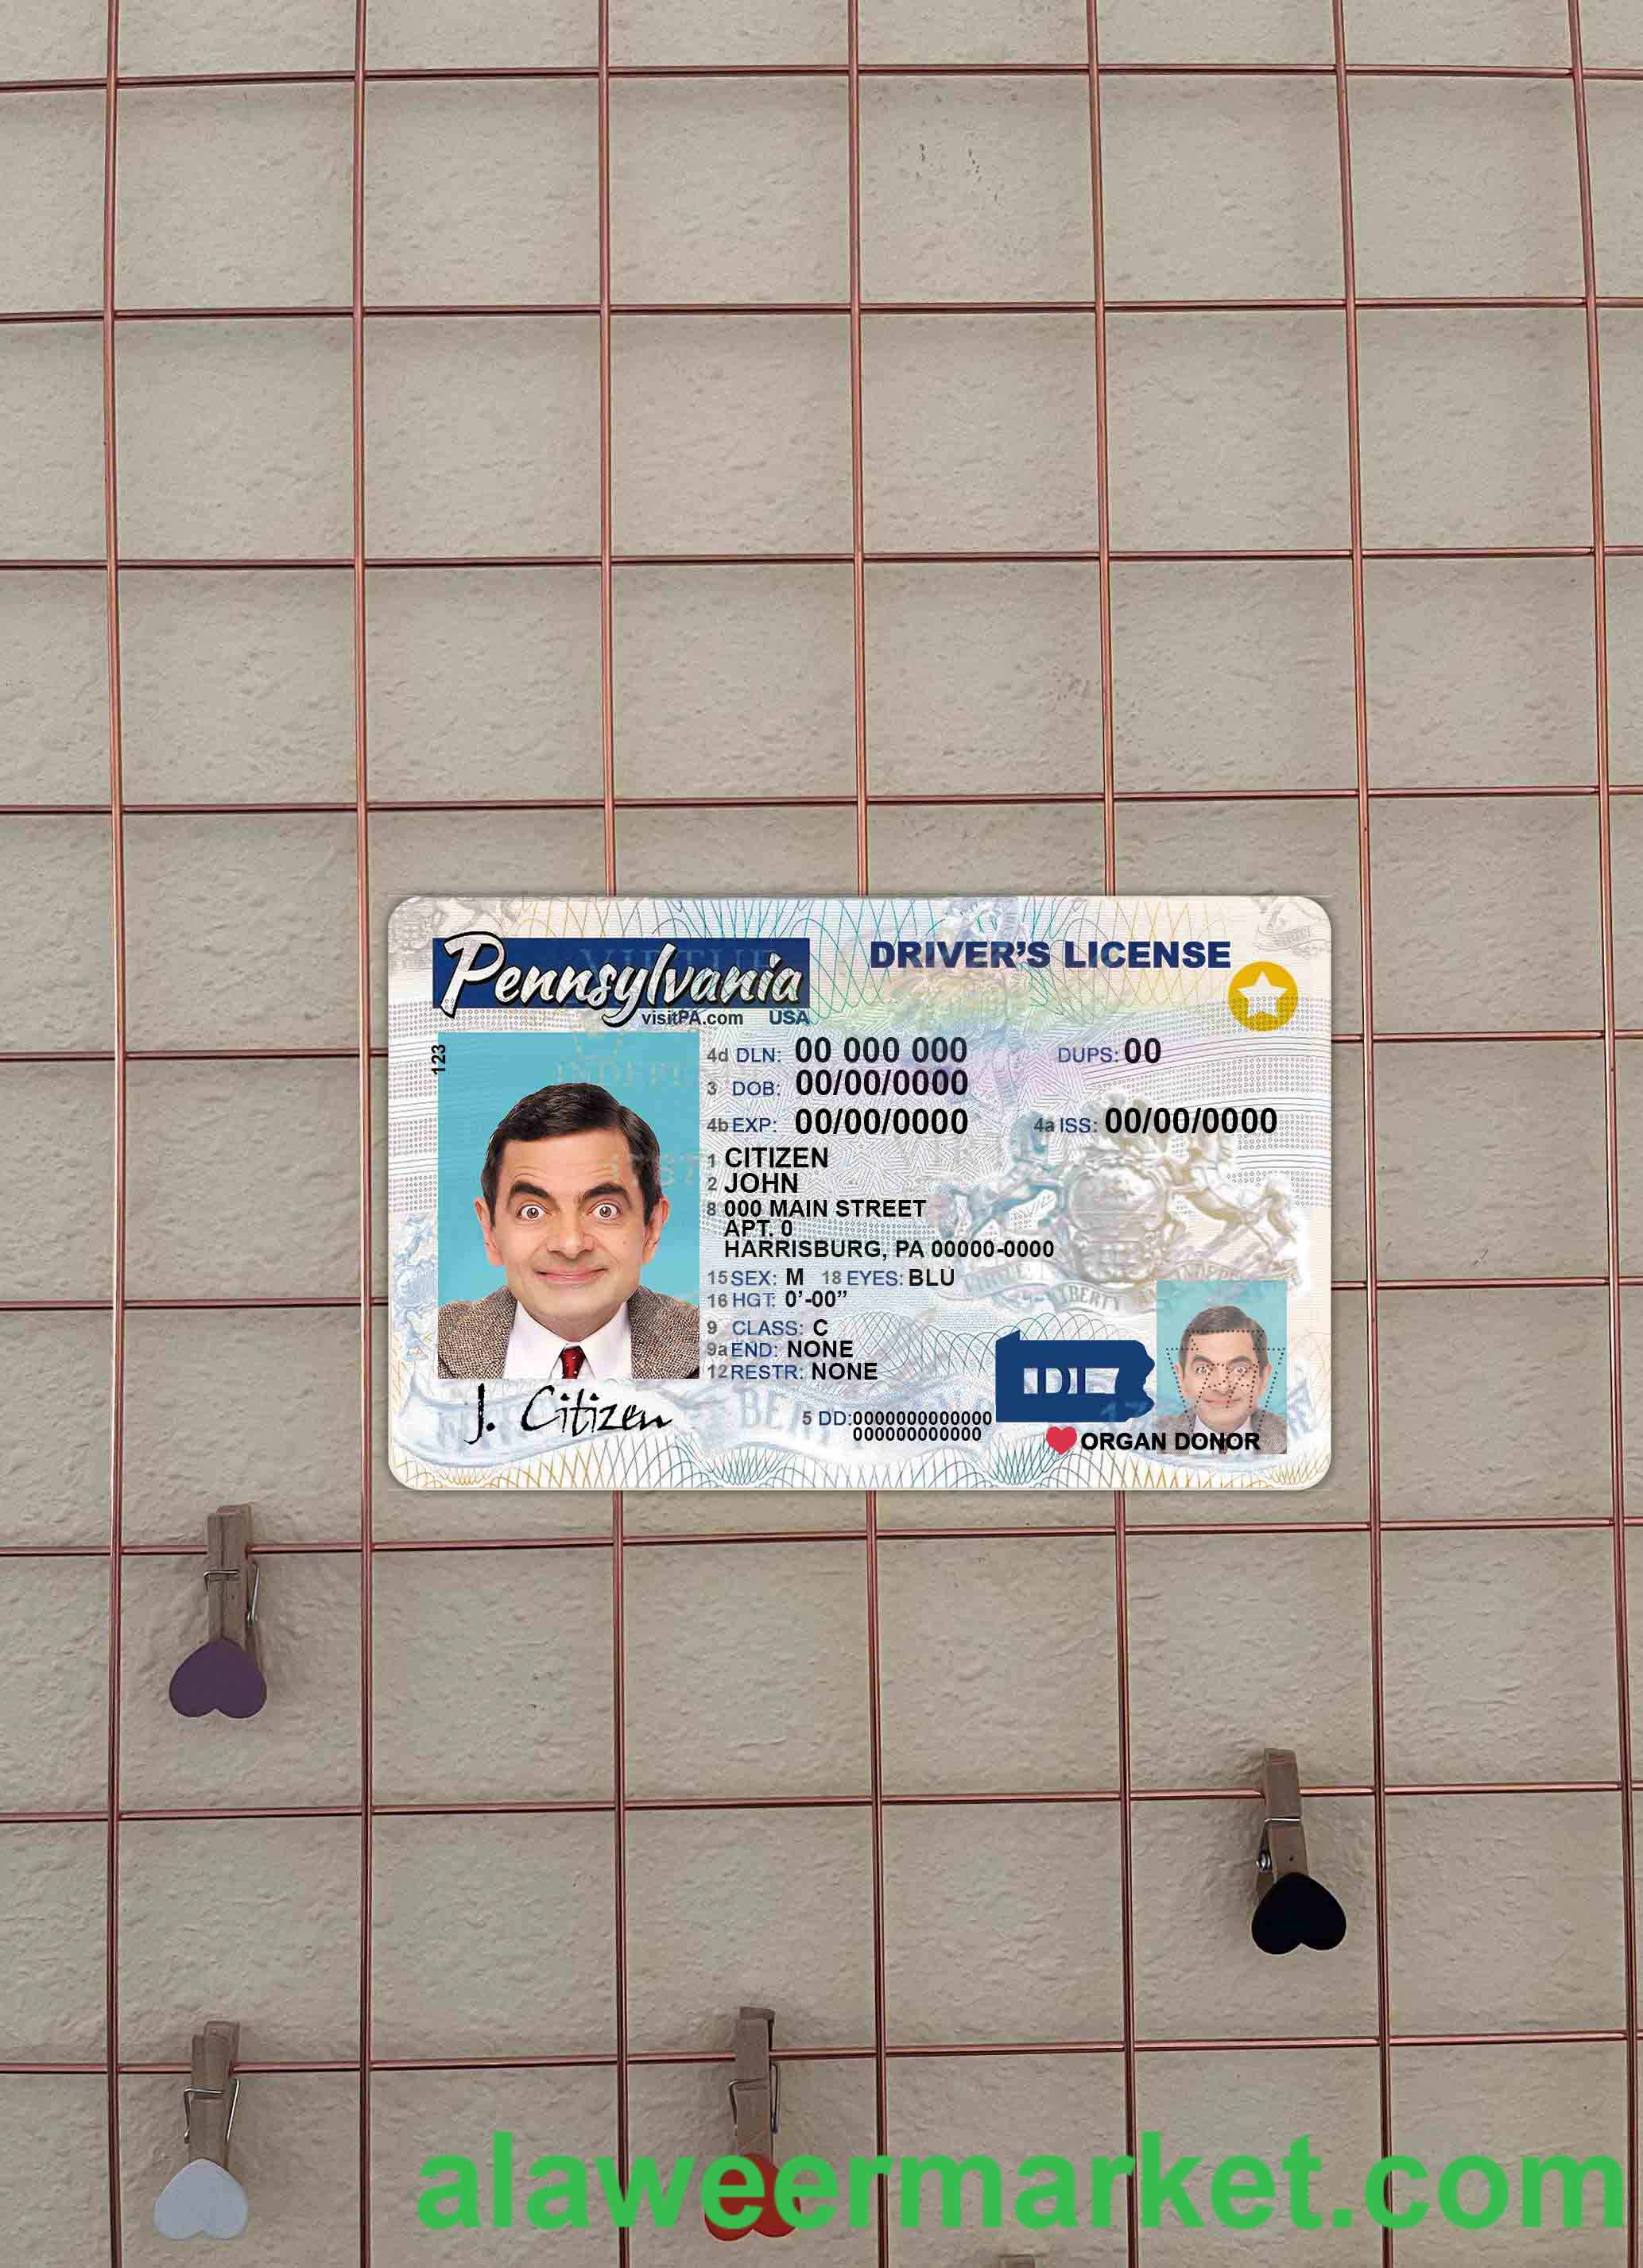 Pennsylvania
visitPA.com USA
DRIVER'S LICENSE
123
4d DLN: 00 000 000 DUPS: 00
3 DOB: 00/00/0000
4b EXP: 00/00/0000 4a ISS: 00/00/0000
1 CITIZEN
2 JOHN
8 000 MAIN STREET
APT. 0
HARRISBURG, PA 00000-0000
15 SEX: M 18 EYES: BLU
16 HGT: 0'-00”
9 CLASS: C
9a END: NONE
12 RESTR: NONE
J. Citizen
5 DD: 0000000000000
000000000000
ORGAN DONOR
alaweermarket.com